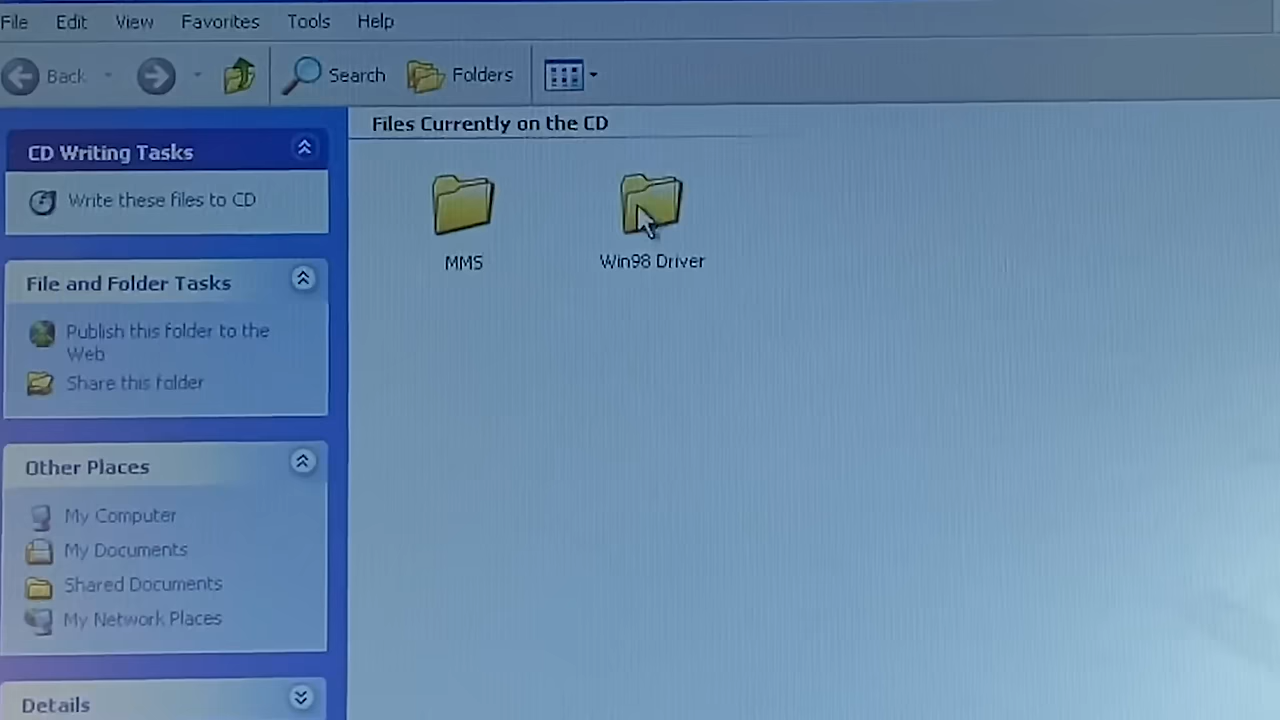 File Edit View Favorites Tools Help
Back Search Folders
Files Currently on the CD
CD Writing Tasks
Write these files to CD
MMS Win98 Driver
File and Folder Tasks
Publish this folder to the
Web
Share this folder
Other Places
My Computer
My Documents
Shared Documents
My Network Places
Details